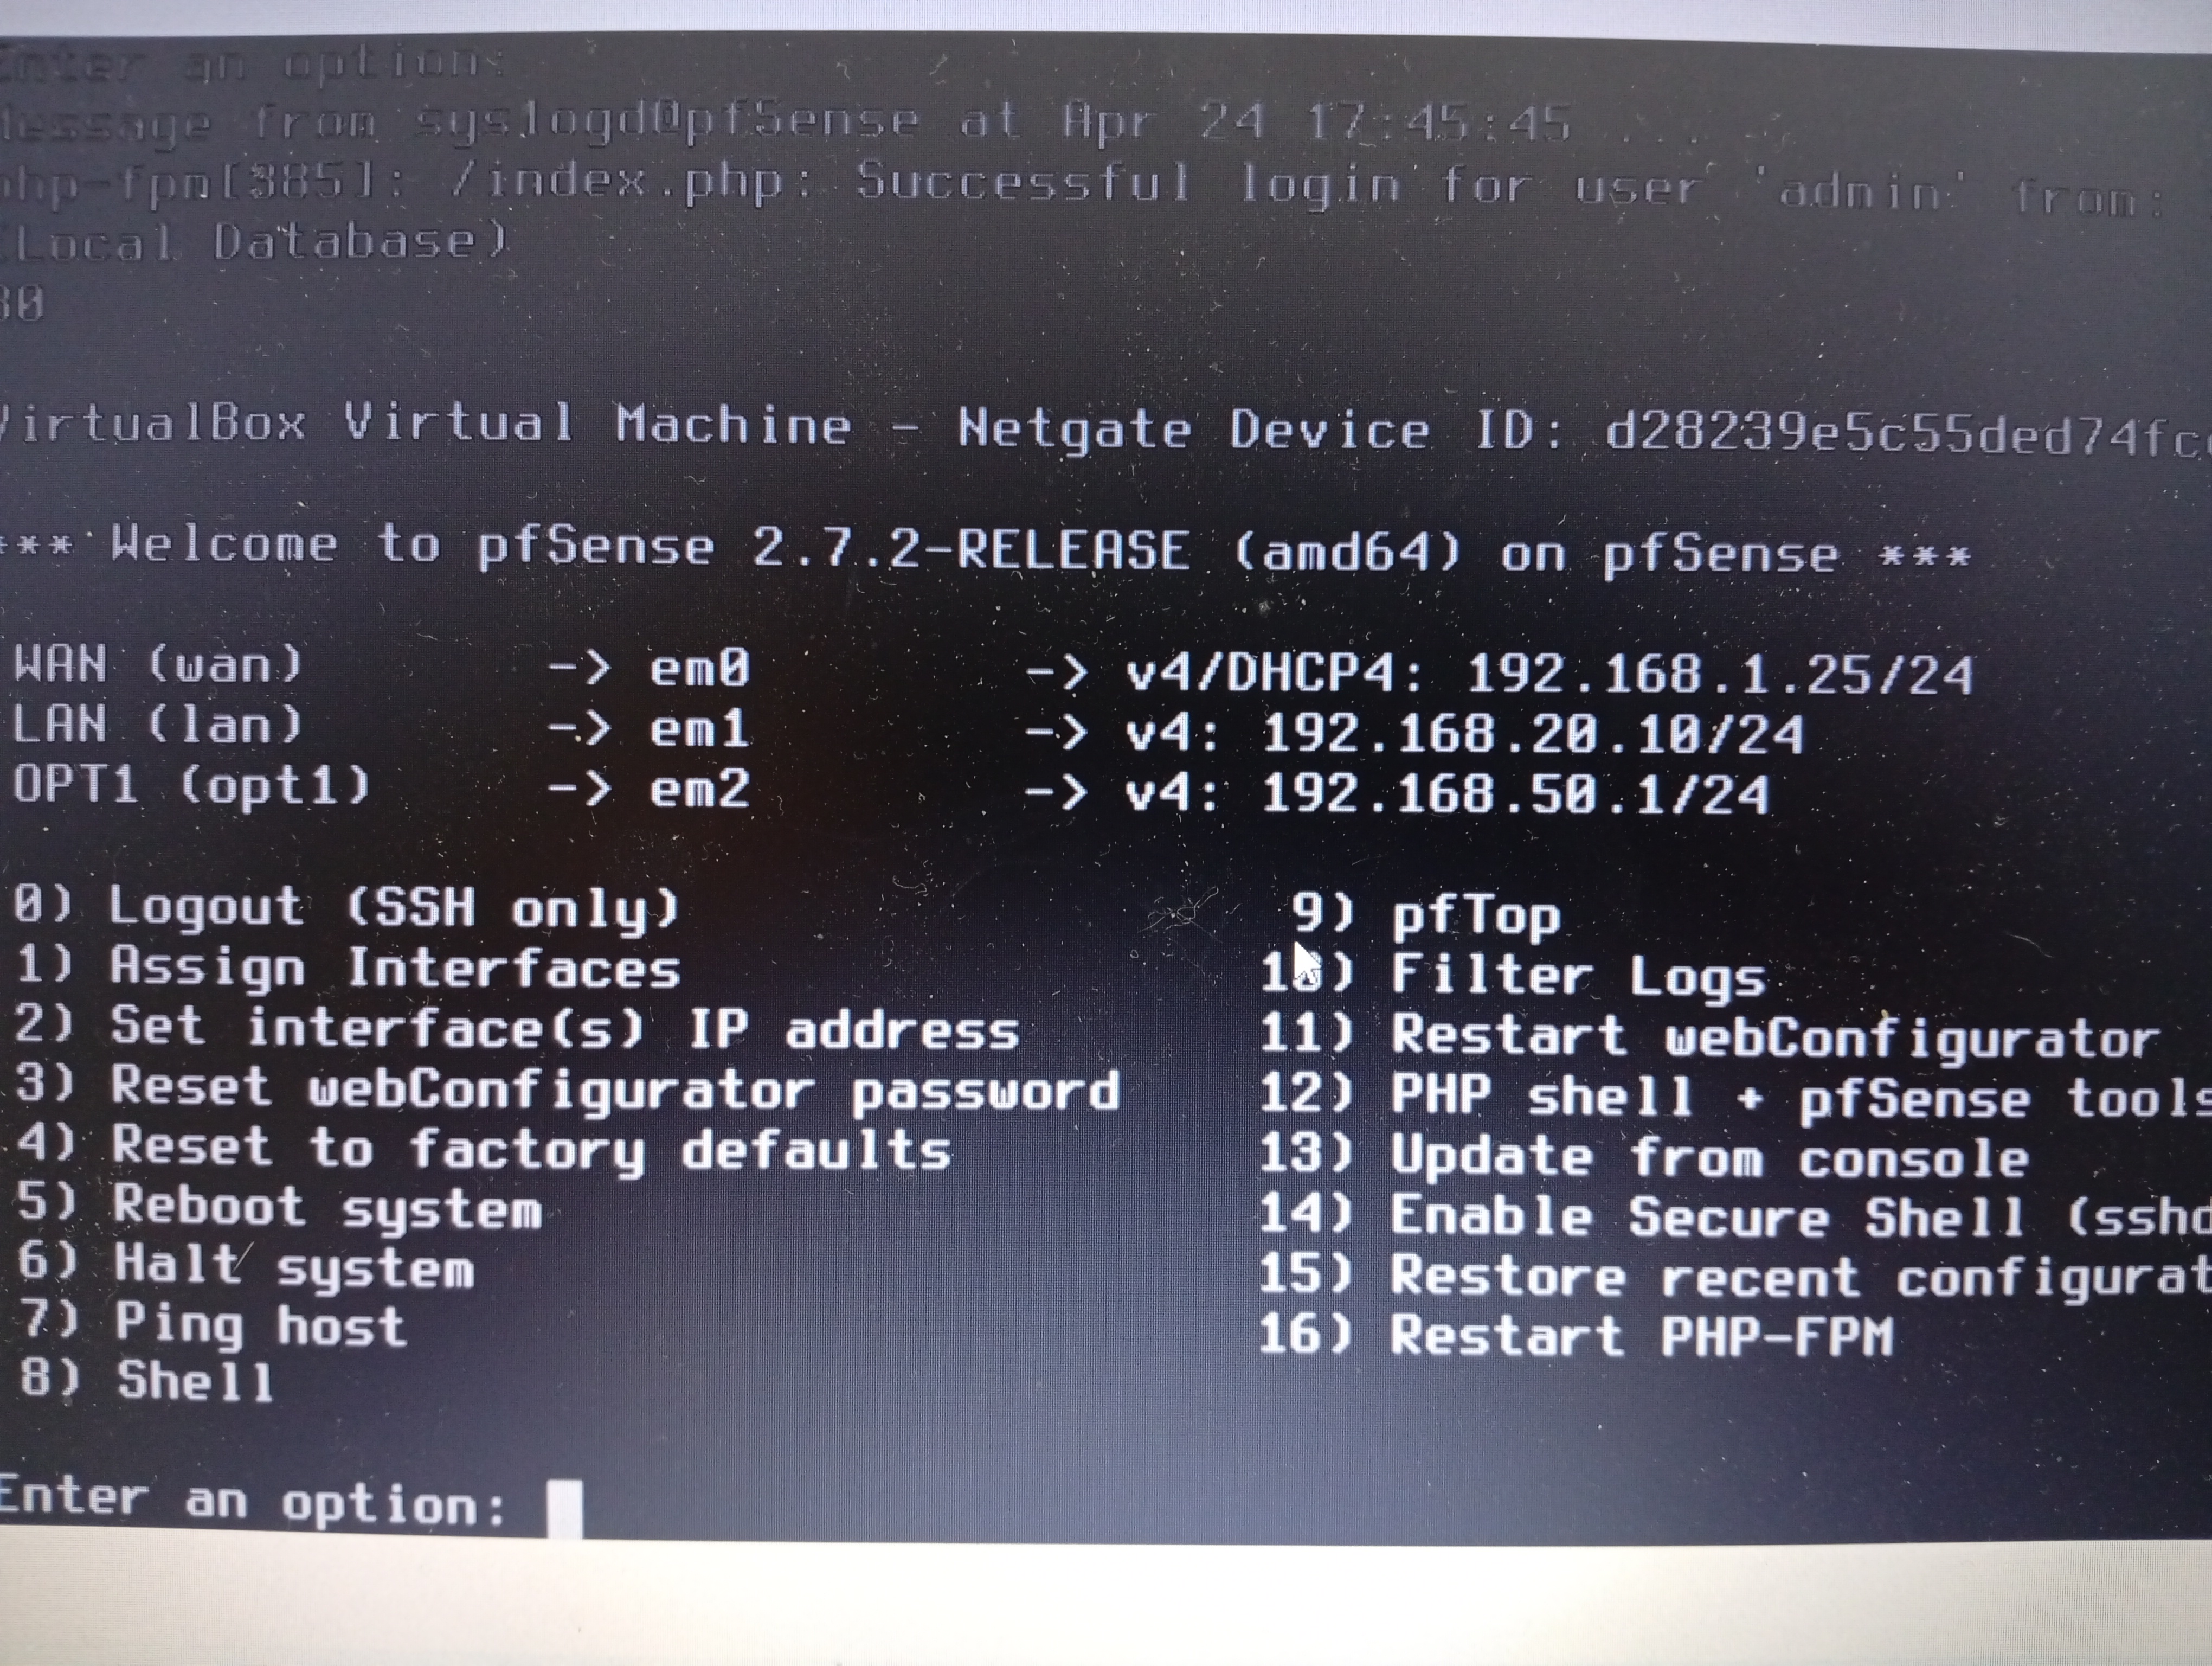 Enter an option:
Message from syslogd@pfSense at Apr 24 17:45:45 ...
php-fpm[385]: /index.php: Successful login for user 'admin' from:
(Local Database)
80
VirtualBox Virtual Machine - Netgate Device ID: d28239e5c55ded74fc
*** Welcome to pfSense 2.7.2-RELEASE (amd64) on pfSense ***
WAN (wan) -> em0 -> v4/DHCP4: 192.168.1.25/24
LAN (lan) -> em1 -> v4: 192.168.20.10/24
OPT1 (opt1) -> em2 -> v4: 192.168.50.1/24
0) Logout (SSH only) 9) pfTop
1) Assign Interfaces 10) Filter Logs
2) Set interface(s) IP address 11) Restart webConfigurator
3) Reset webConfigurator password 12) PHP shell + pfSense tools
4) Reset to factory defaults 13) Update from console
5) Reboot system 14) Enable Secure Shell (sshd
6) Halt system 15) Restore recent configurat
7) Ping host 16) Restart PHP-FPM
8) Shell
Enter an option: